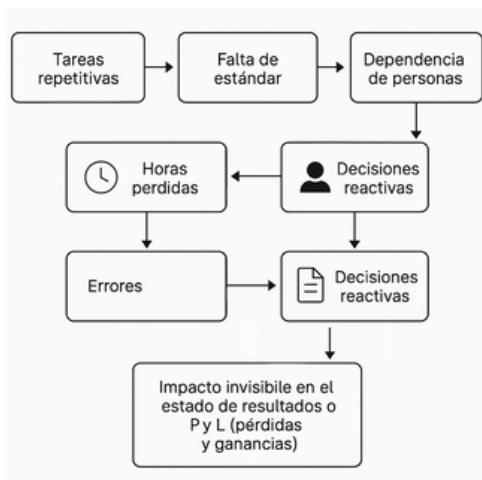 Tareas
repetitivas
Falta de
estándar
Dependencia
de personas
Horas
perdidas
Decisiones
reactivas
Errores
Decisiones
reactivas
Impacto invisible en el
estado de resultados o
P y L (pérdidas
y ganancias)